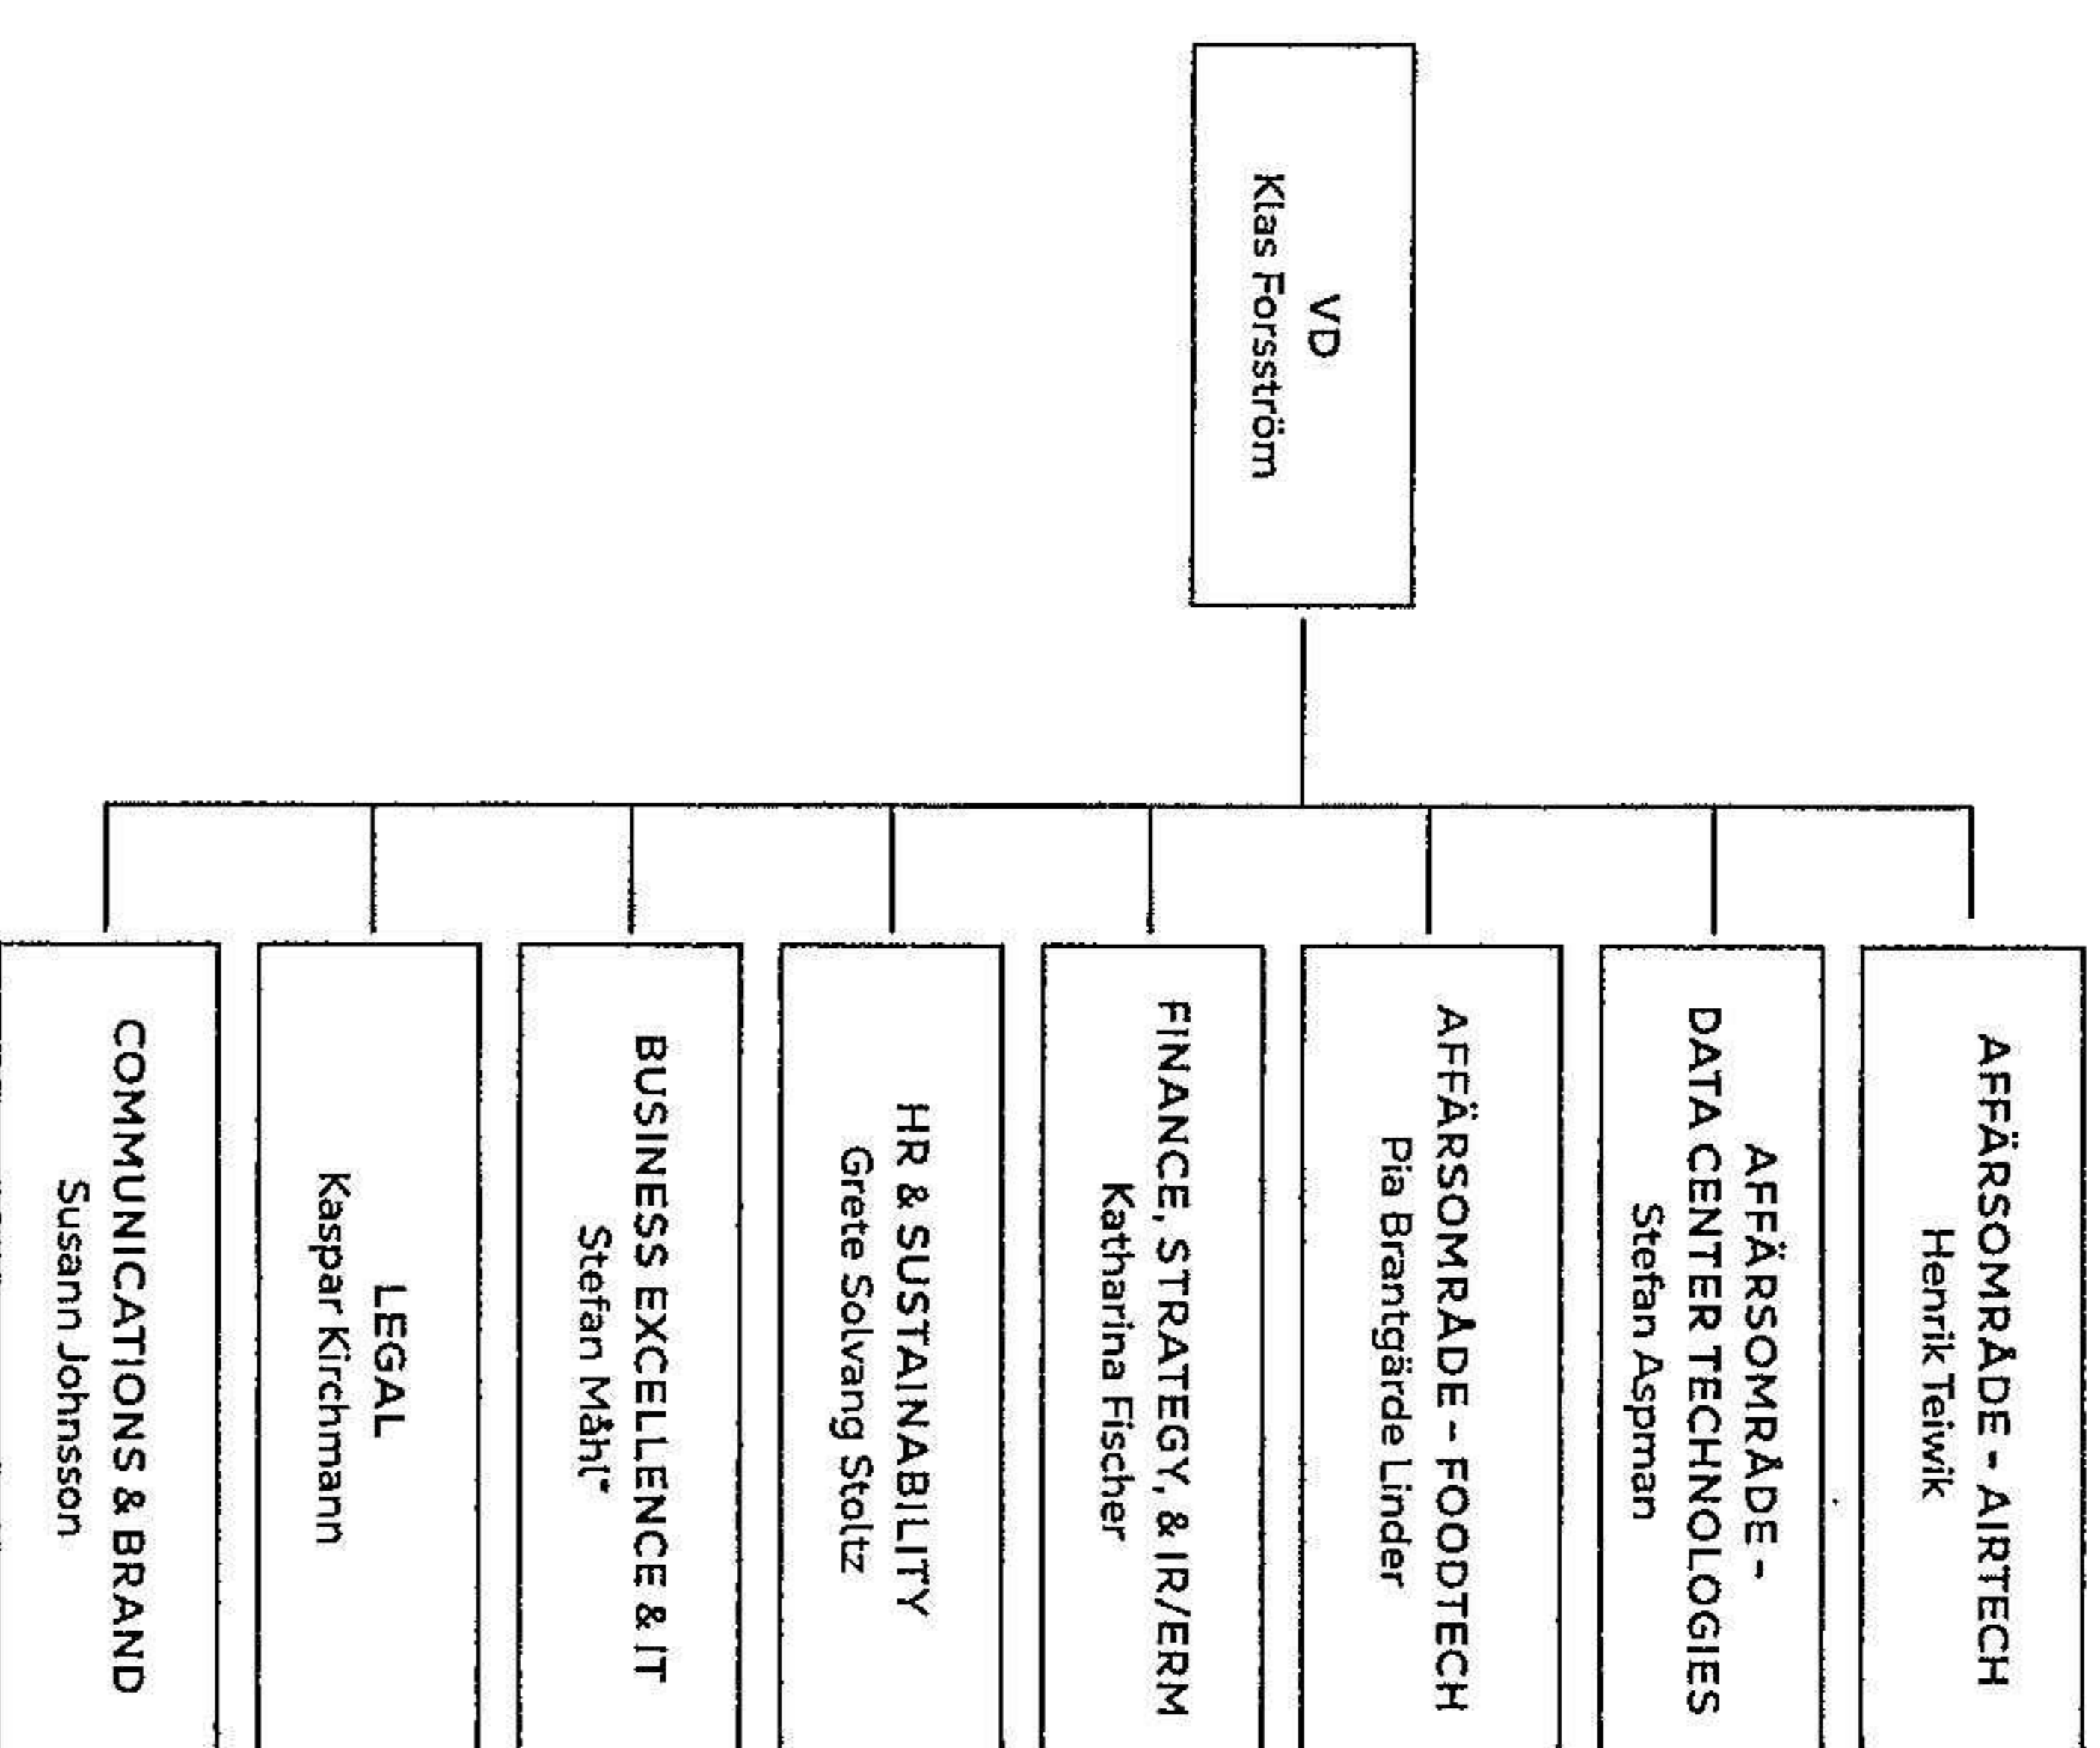 VD
Klas Forsström
AFFÄRSOMRÅDE - AIRTECH
Henrik Teiwik
AFFÄRSOMRÅDE -
DATA CENTER TECHNOLOGIES
Stefan Aspman
AFFÄRSOMRÅDE - FOODTECH
Pia Brantgärde Linder
FINANCE, STRATEGY, & IR/ERM
Katharina Fischer
HR & SUSTAINABILITY
Grete Solvang Stoltz
BUSINESS EXCELLENCE & IT
Stefan Måhl*
LEGAL
Kaspar Kirchmann
COMMUNICATIONS & BRAND
Susann Johnsson